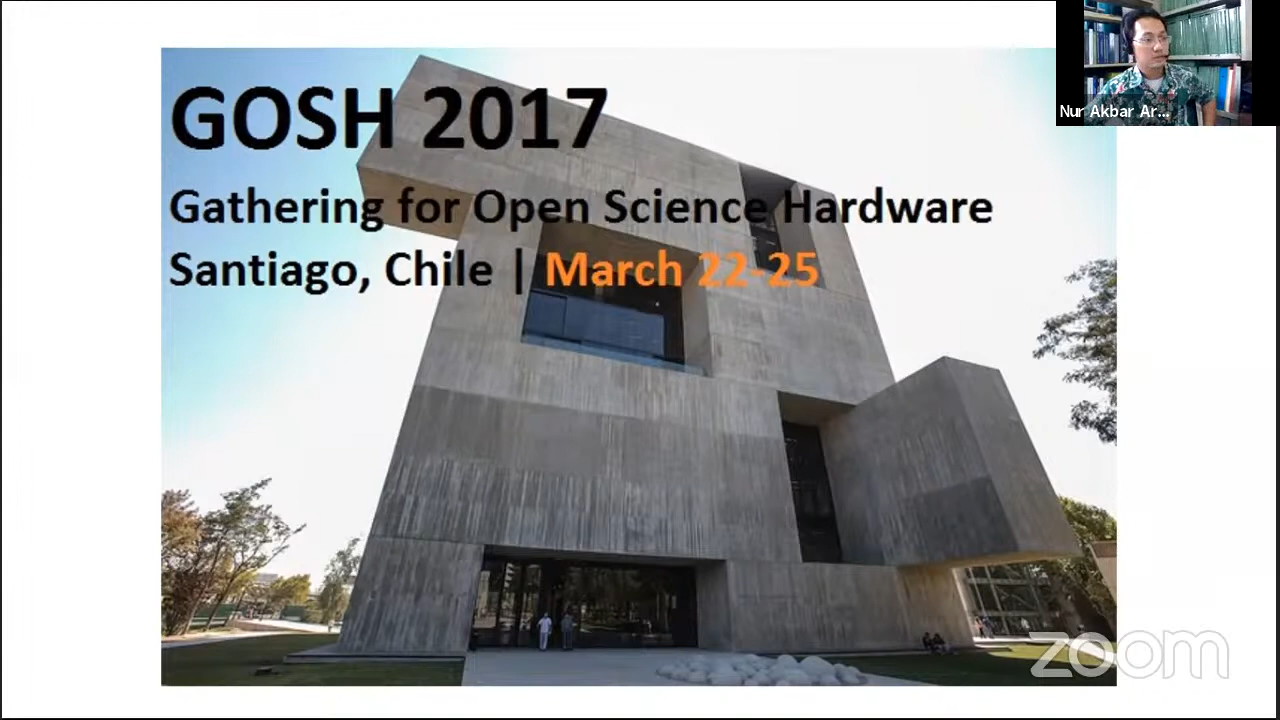 GOSH 2017
Gathering for Open Science Hardware
Santiago, Chile | March 22-25
Nur Akbar Ar...
zoom